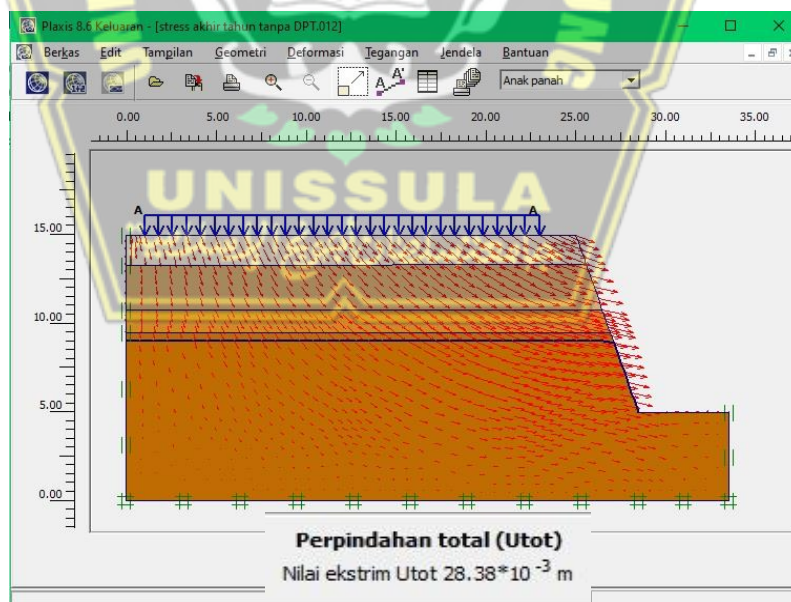 Plaxis 8.6 Keluaran - [stress akhir tahun tanpa DPT.012]
Berkas Edit Tampilan Geometri Deformasi Tegangan Jendela Bantuan
A A' Anak panah
0.00 5.00 10.00 15.00 20.00 25.00 30.00 35.00
UNISSULA
A A
15.00
10.00
5.00
0.00
Perpindahan total (Utot)
Nilai ekstrim Utot 28.38*10 -3 m